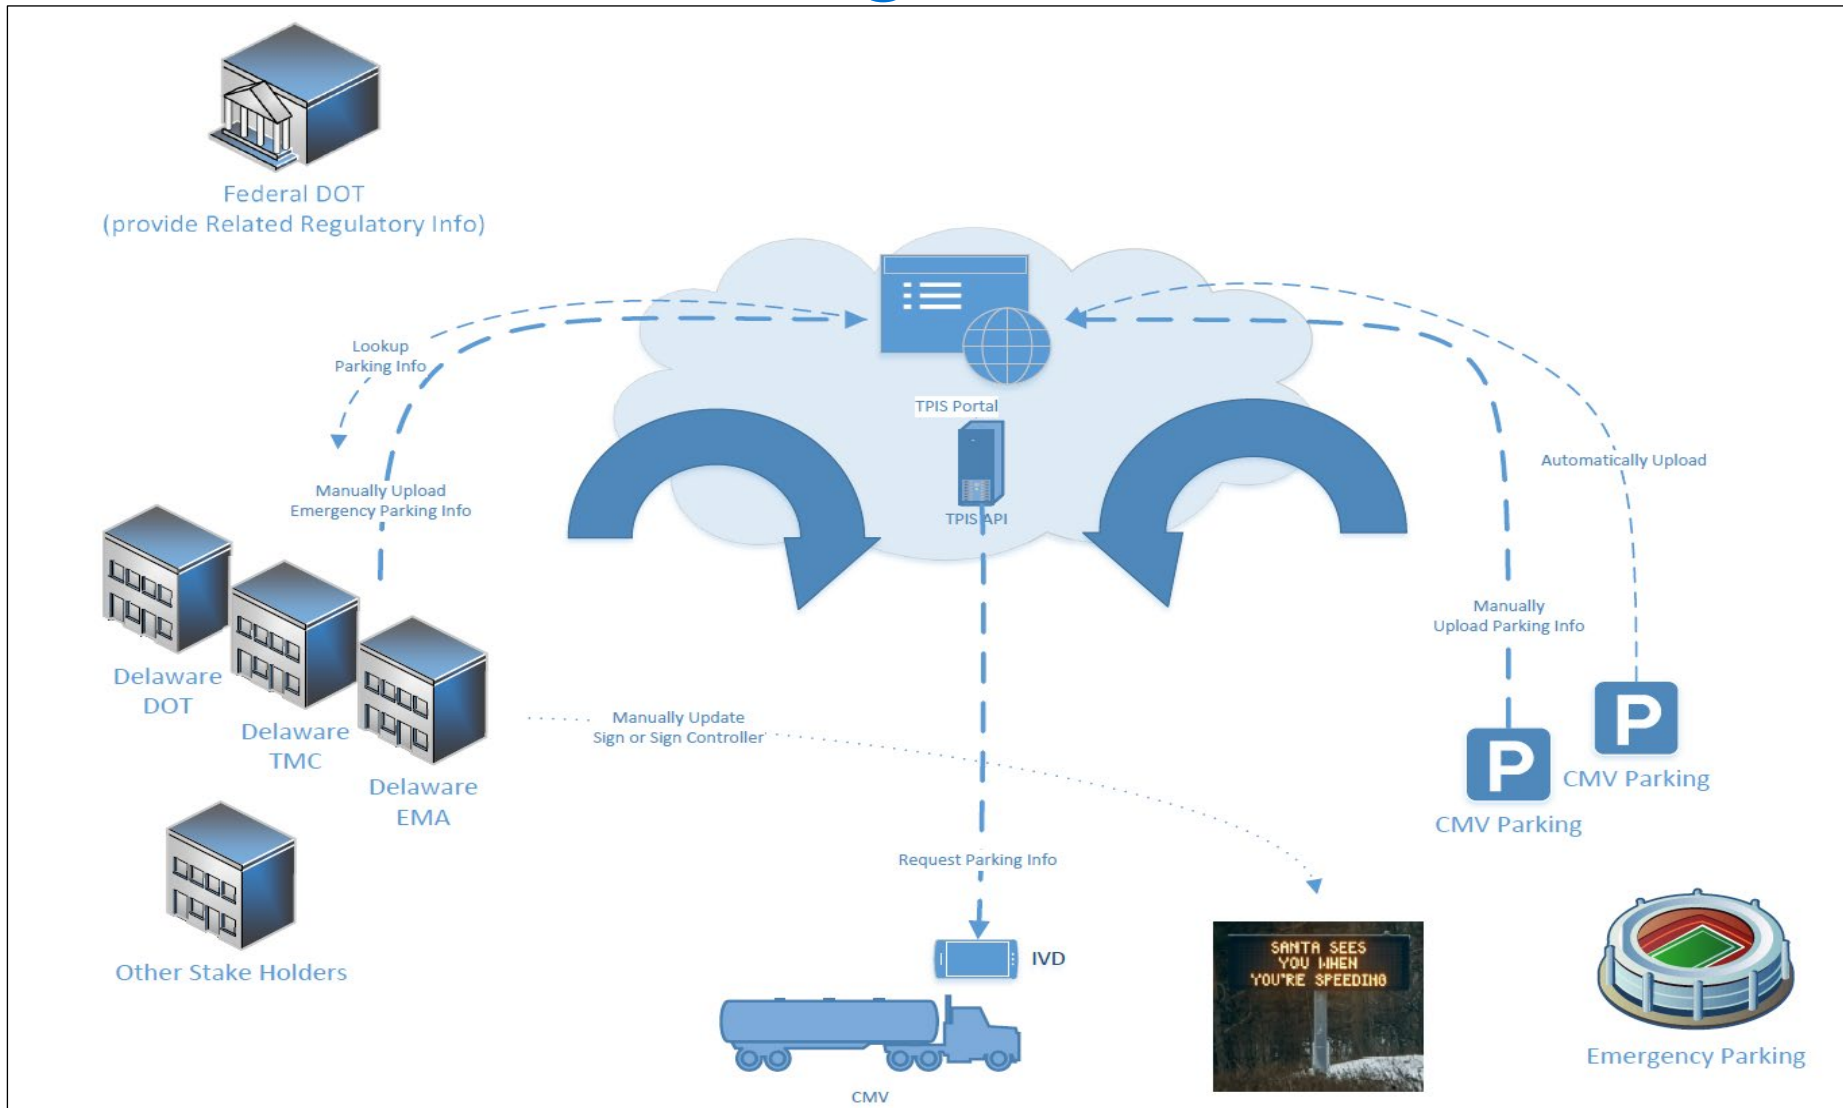 Federal DOT
(provide Related Regulatory Info)
Lookup
Parking Info
TPIS Portal
Automatically Upload
Manually Upload
Emergency Parking Info
TPIS API
Manually
Upload Parking Info
Delaware
DOT
Delaware
TMC
Delaware
EMA
Manually Update
Sign or Sign Controller
P
CMV Parking
P
CMV Parking
Request Parking Info
Other Stake Holders
IVD
SANTA SEES
YOU WHEN
YOU'RE SPEEDING
Emergency Parking
CMV